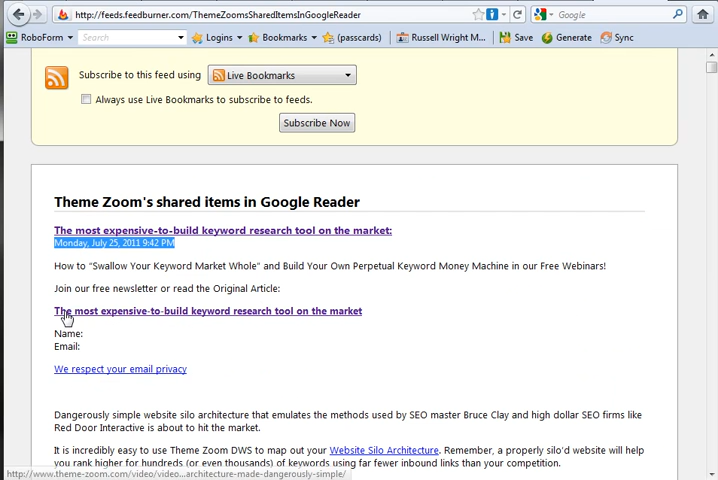 http://feeds.feedburner.com/ThemeZoomsSharedItemsInGoogleReader
Google
RoboForm
Search
Logins
Bookmarks
(passcards)
Russell Wright M...
Save
Generate
Sync
Subscribe to this feed using
Live Bookmarks
Always use Live Bookmarks to subscribe to feeds.
Subscribe Now
Theme Zoom's shared items in Google Reader
The most expensive-to-build keyword research tool on the market:
Monday, July 25, 2011 9:42 PM
How to “Swallow Your Keyword Market Whole” and Build Your Own Perpetual Keyword Money Machine in our Free Webinars!
Join our free newsletter or read the Original Article:
The most expensive-to-build keyword research tool on the market
Name:
Email:
We respect your email privacy
Dangerously simple website silo architecture that emulates the methods used by SEO master Bruce Clay and high dollar SEO firms like
Red Door Interactive is about to hit the market.
It is incredibly easy to use Theme Zoom DWS to map out your Website Silo Architecture. Remember, a properly silo’d website will help
you rank higher for hundreds (or even thousands) of keywords using far fewer inbound links than your competition.
http://www.theme-zoom.com/video/video...architecture-made-dangerously-simple/